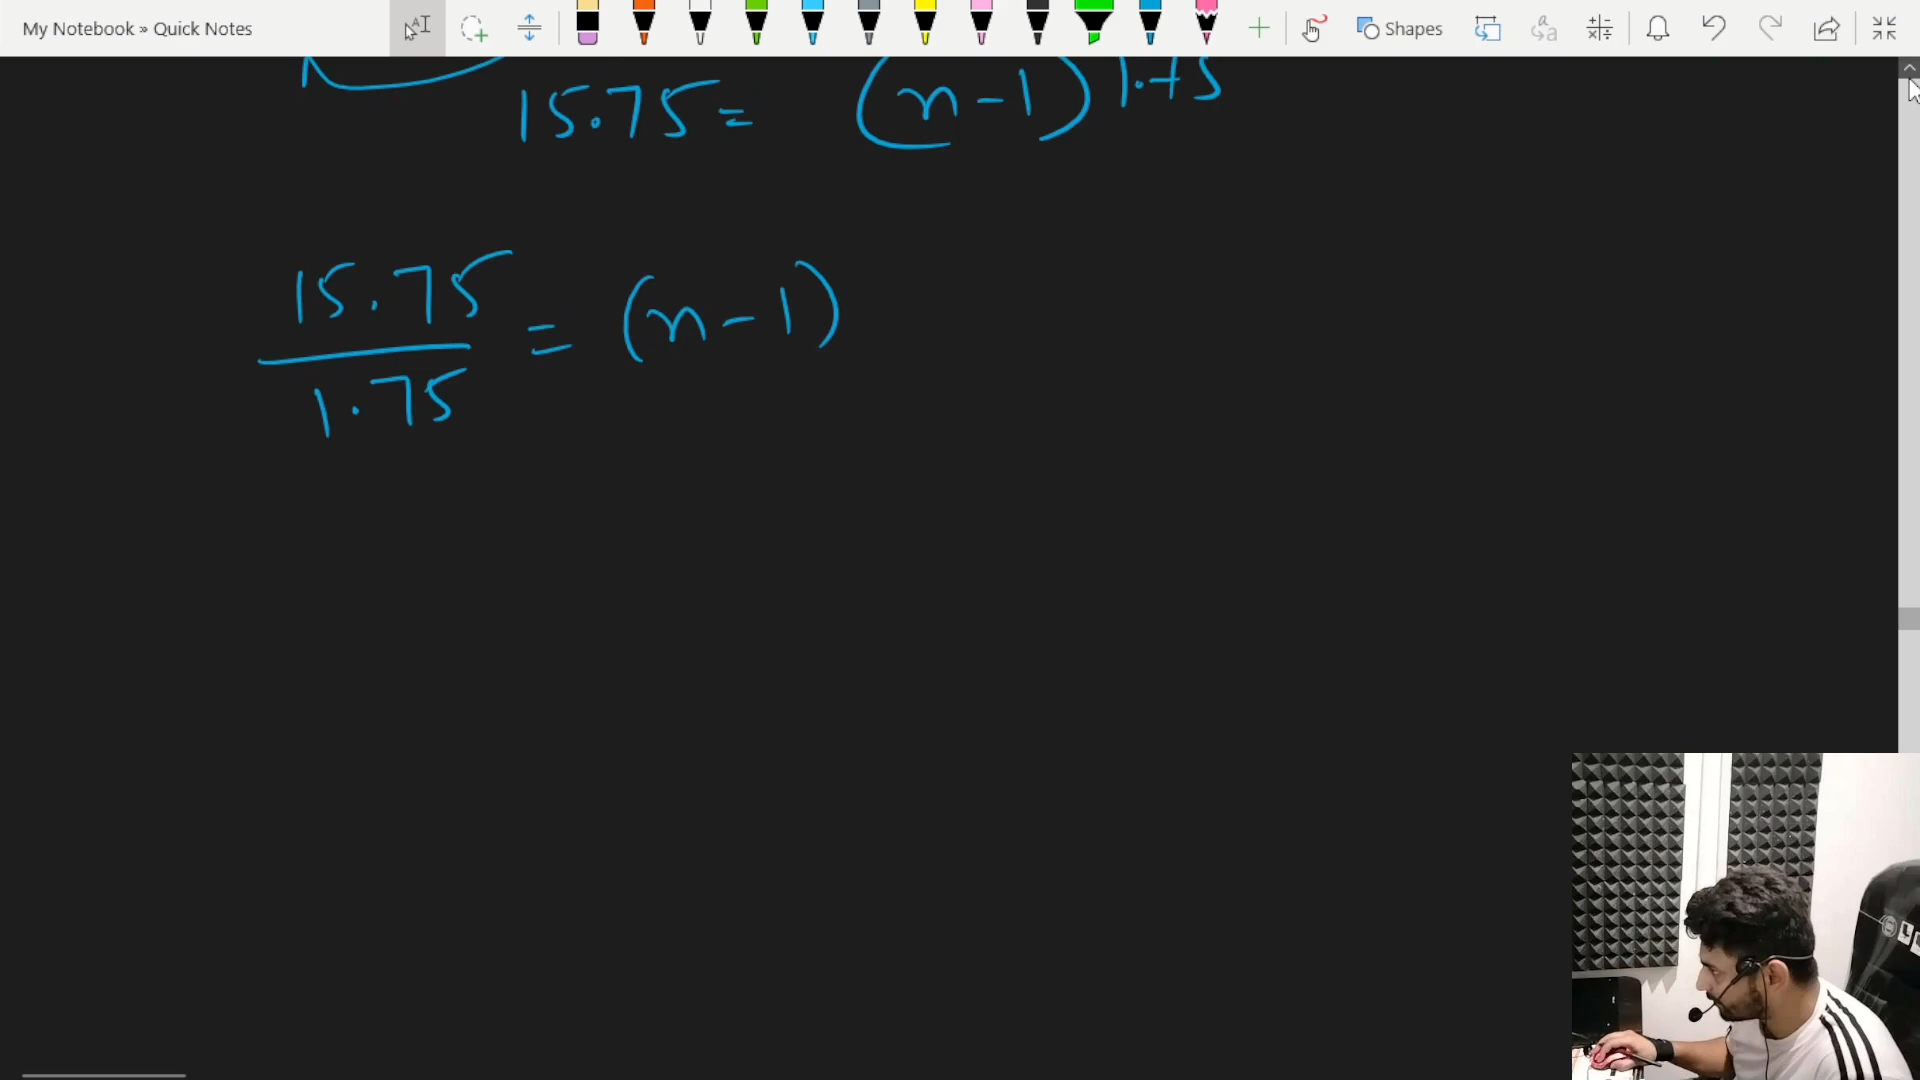 My Notebook » Quick Notes
Shapes
15.75 = (n-1) 1.75
15.75
1.75
= (n-1)